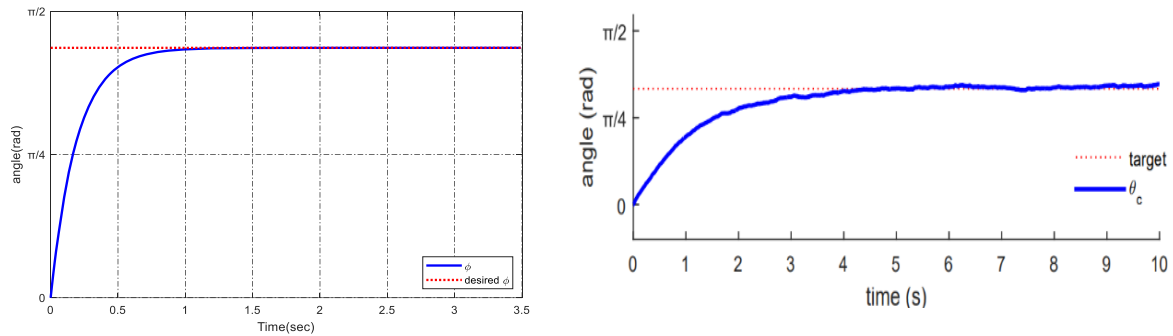 π/2
π/4
0
angle(rad)
0 0.5 1 1.5 2 2.5 3 3.5
Time(sec)
ϕ
desired ϕ
π/2
π/4
0
angle (rad)
0 1 2 3 4 5 6 7 8 9 10
time (s)
target
θ_c